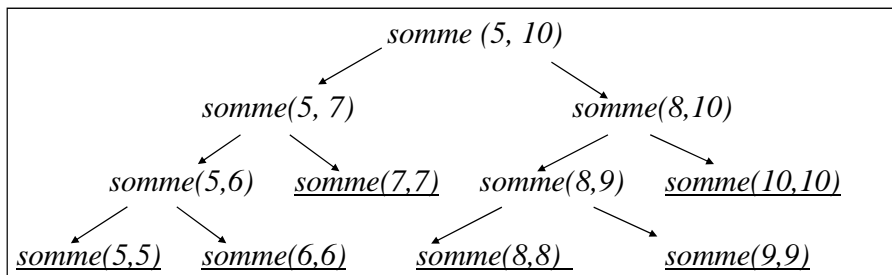 somme (5, 10)
somme(5, 7) somme(8,10)
somme(5,6) somme(7,7) somme(8,9) somme(10,10)
somme(5,5) somme(6,6) somme(8,8) somme(9,9)